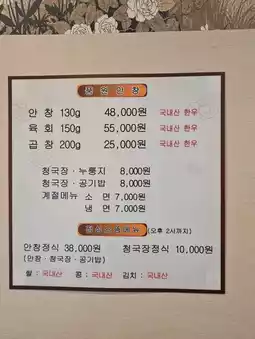 안 창 130g 48,000원 국내산 한우
육 회 150g 55,000원 국내산 한우
곱 창 200g 25,000원 국내산 한우
청국장 · 누룽지 8,000원
청국장 · 공기밥 8,000원
계절메뉴 소 면 7,000원
냉 면 7,000원
점심 메뉴 (오후 2시까지)
안창정식 38,000원 청국장정식 10,000원
(안창 · 청국장 · 공기밥)
쌀 : 국내산 콩 : 국내산 김치 : 국내산